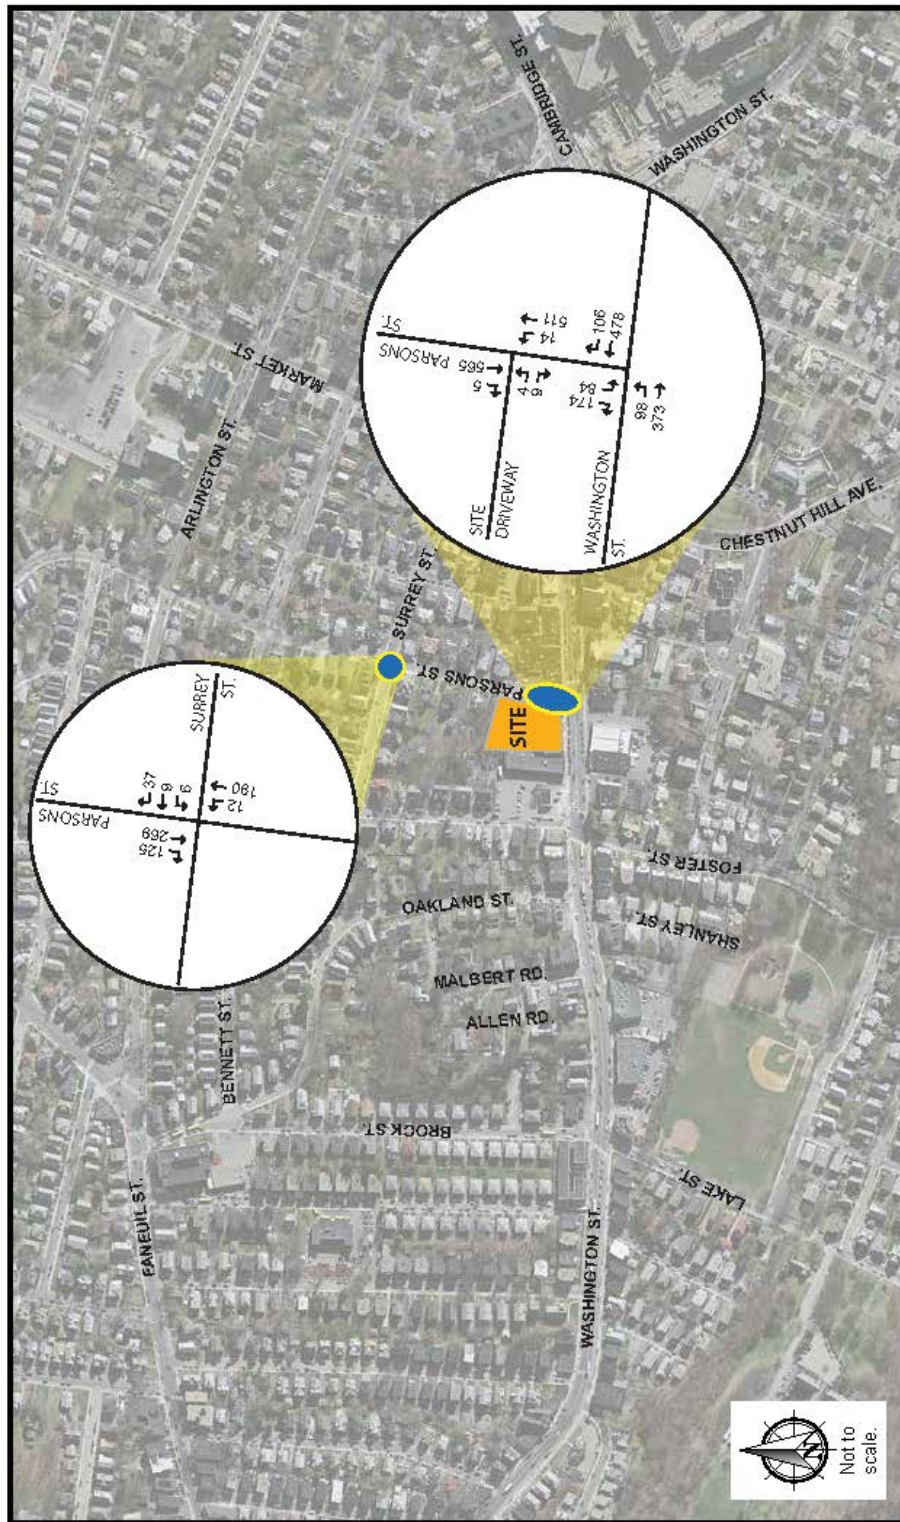 FANEUIL ST.
BENNETT ST.
BROCK ST.
OAKLAND ST.
MALBERT RD.
ALLEN RD.
WASHINGTON ST.
LAKE ST.
SHANLEY ST.
FOSTER ST.
PARSONS
ST.
SURREY
ST.
125
269
37
9
6
12
190
ARLINGTON ST.
MARKET ST.
SURREY ST.
PARSONS ST.
SITE
CHESTNUT HILL AVE.
CAMBRIDGE ST.
WASHINGTON ST.
SITE
DRIVEWAY
PARSONS
ST.
5
565
14
511
4
9
WASHINGTON
ST.
174
84
106
478
98
373
N
Not to
scale.